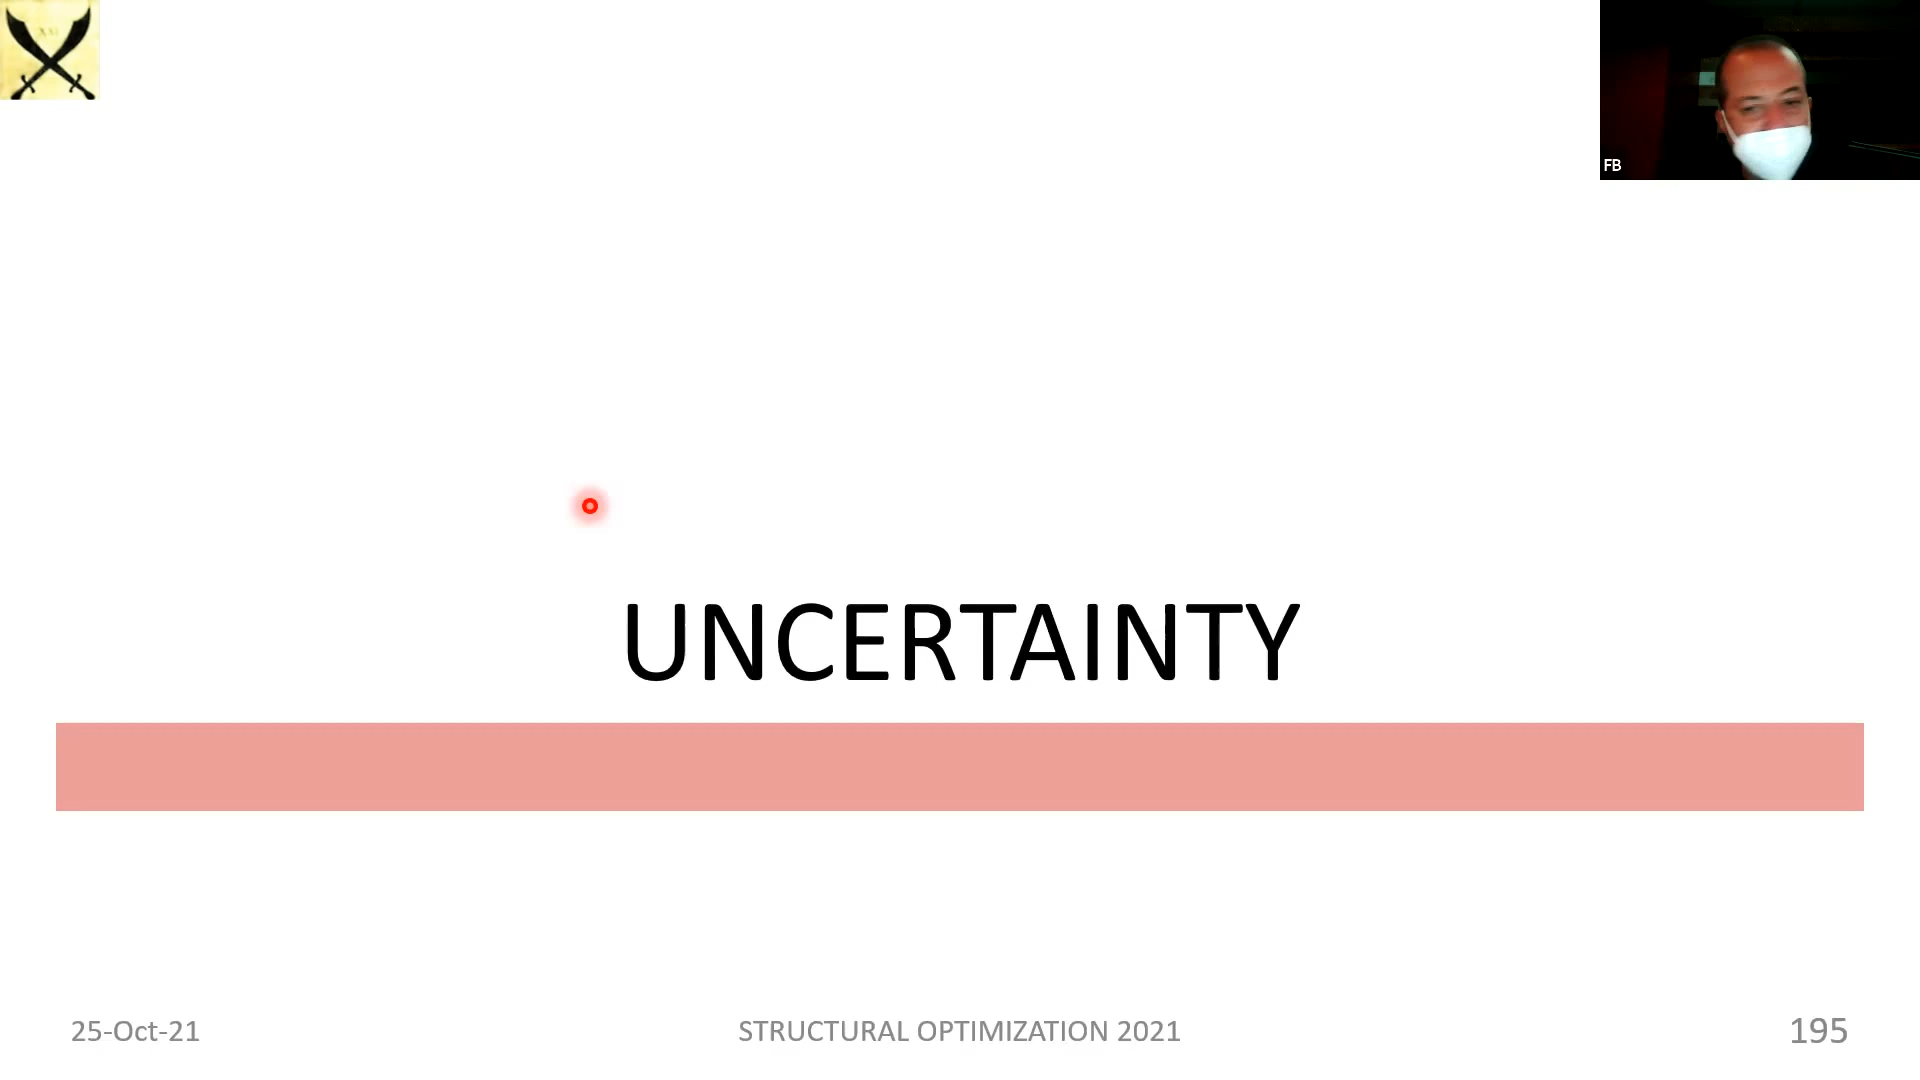 FB
UNCERTAINTY
25-Oct-21
STRUCTURAL OPTIMIZATION 2021
195